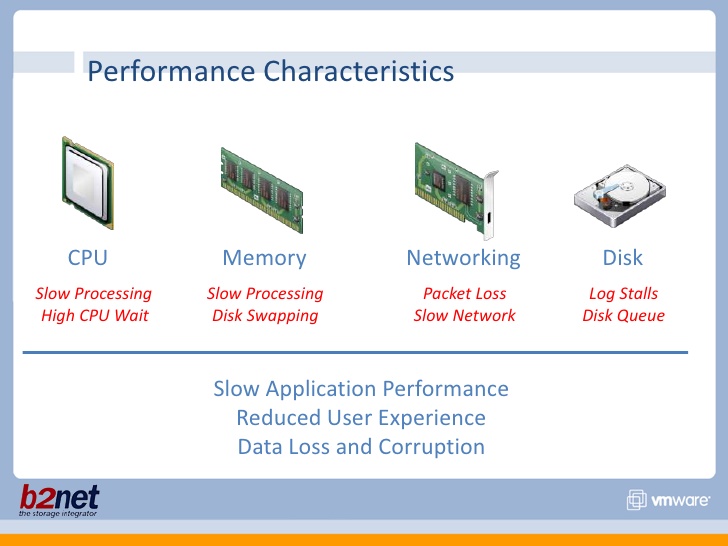 Performance Characteristics
CPU Memory Networking Disk
Slow Processing Slow Processing Packet Loss Log Stalls
High CPU Wait Disk Swapping Slow Network Disk Queue
Slow Application Performance
Reduced User Experience
Data Loss and Corruption
b2net
the storage integrator
vmware